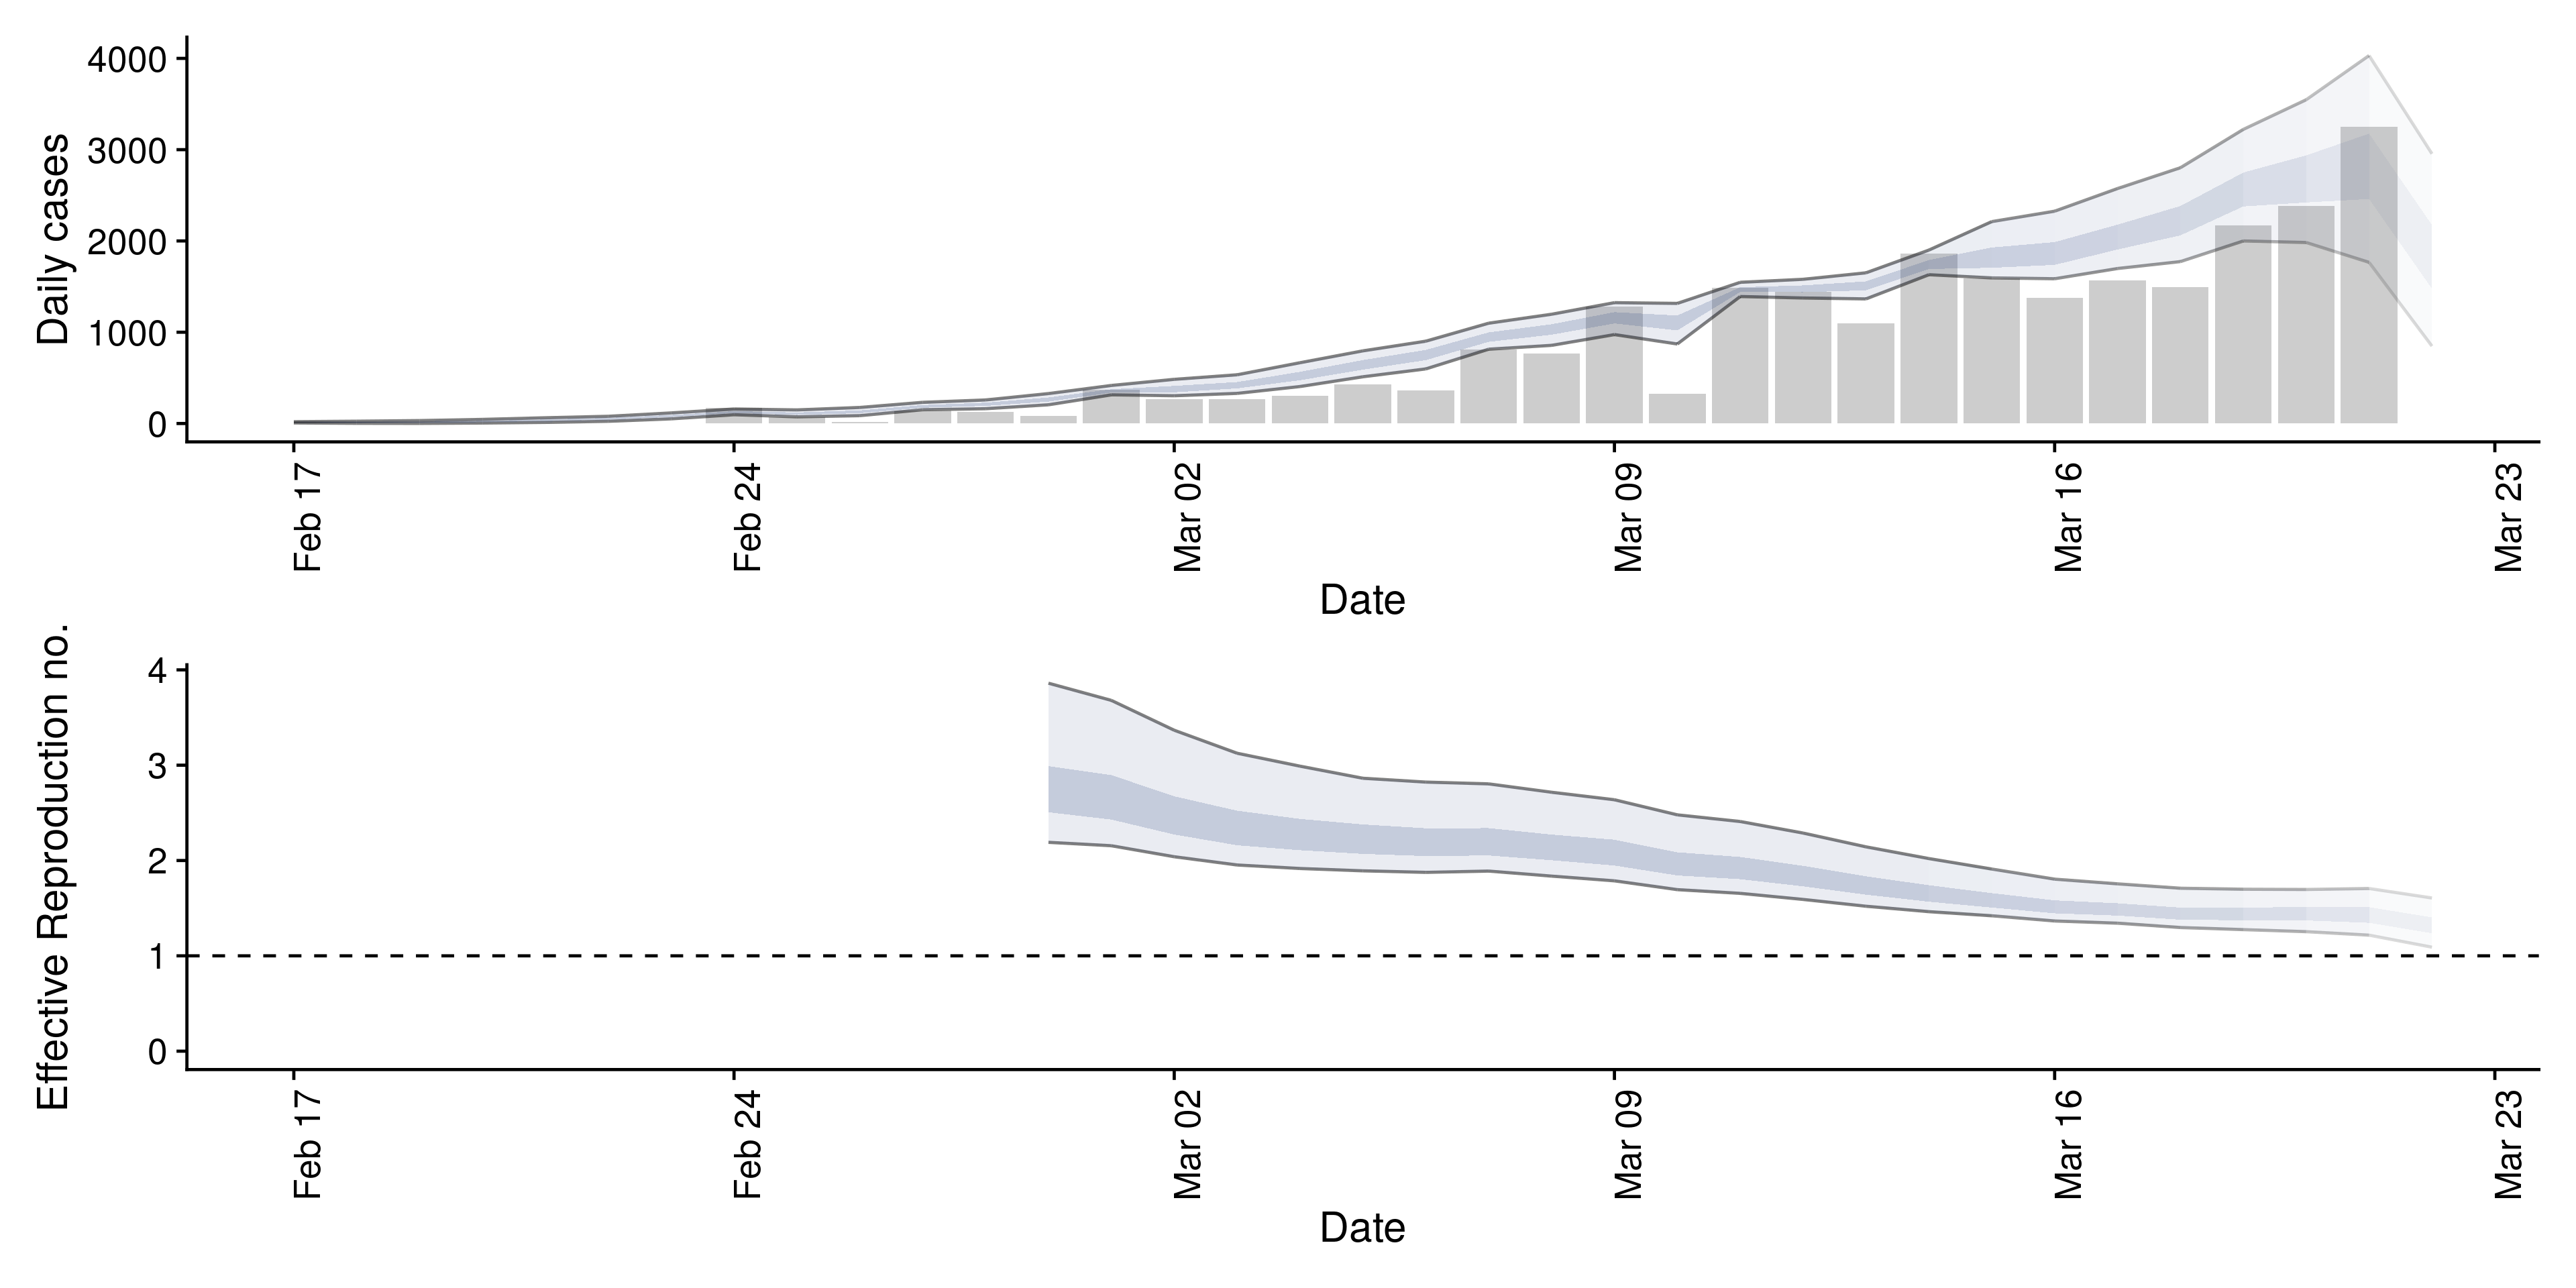 Daily cases
4000
3000
2000
1000
0
Feb 17
Feb 24
Mar 02
Mar 09
Mar 16
Mar 23
Date
Effective Reproduction no.
4
3
2
1
0
Feb 17
Feb 24
Mar 02
Mar 09
Mar 16
Mar 23
Date